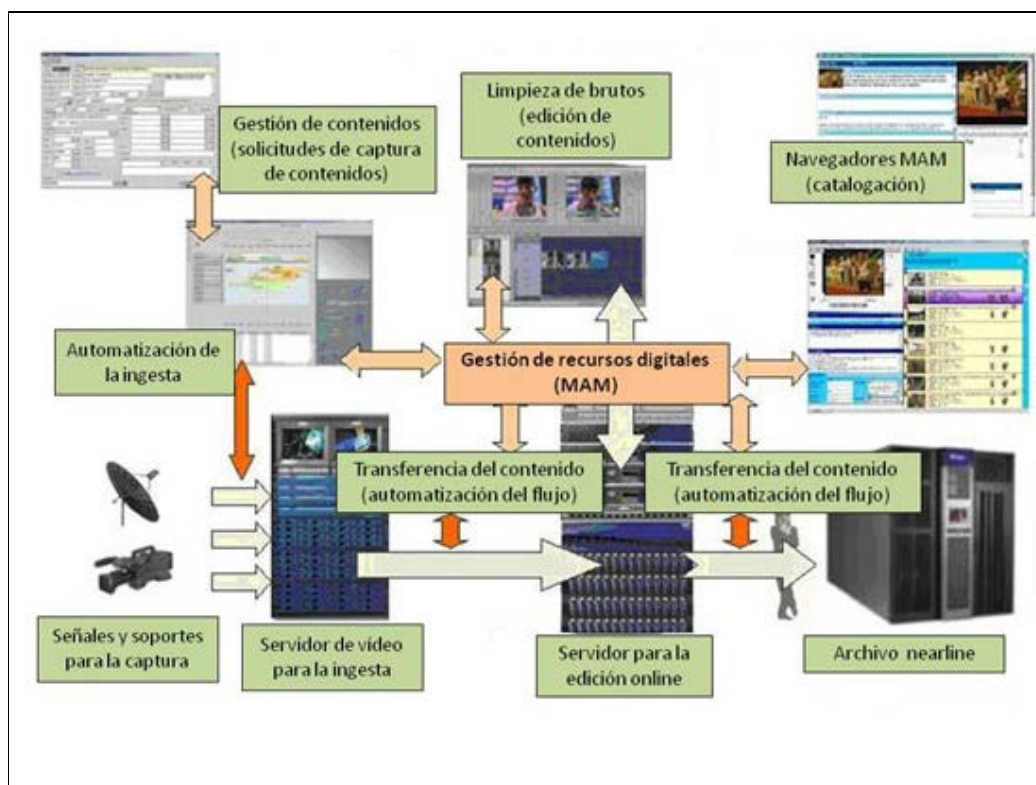 Gestión de contenidos
(solicitudes de captura
de contenidos)
Limpieza de brutos
(edición de
contenidos)
Navegadores MAM
(catalogación)
Automatización de
la ingesta
Gestión de recursos digitales
(MAM)
Transferencia del contenido
(automatización del flujo)
Transferencia del contenido
(automatización del flujo)
Señales y soportes
para la captura
Servidor de vídeo
para la ingesta
Servidor para la
edición online
Archivo nearline